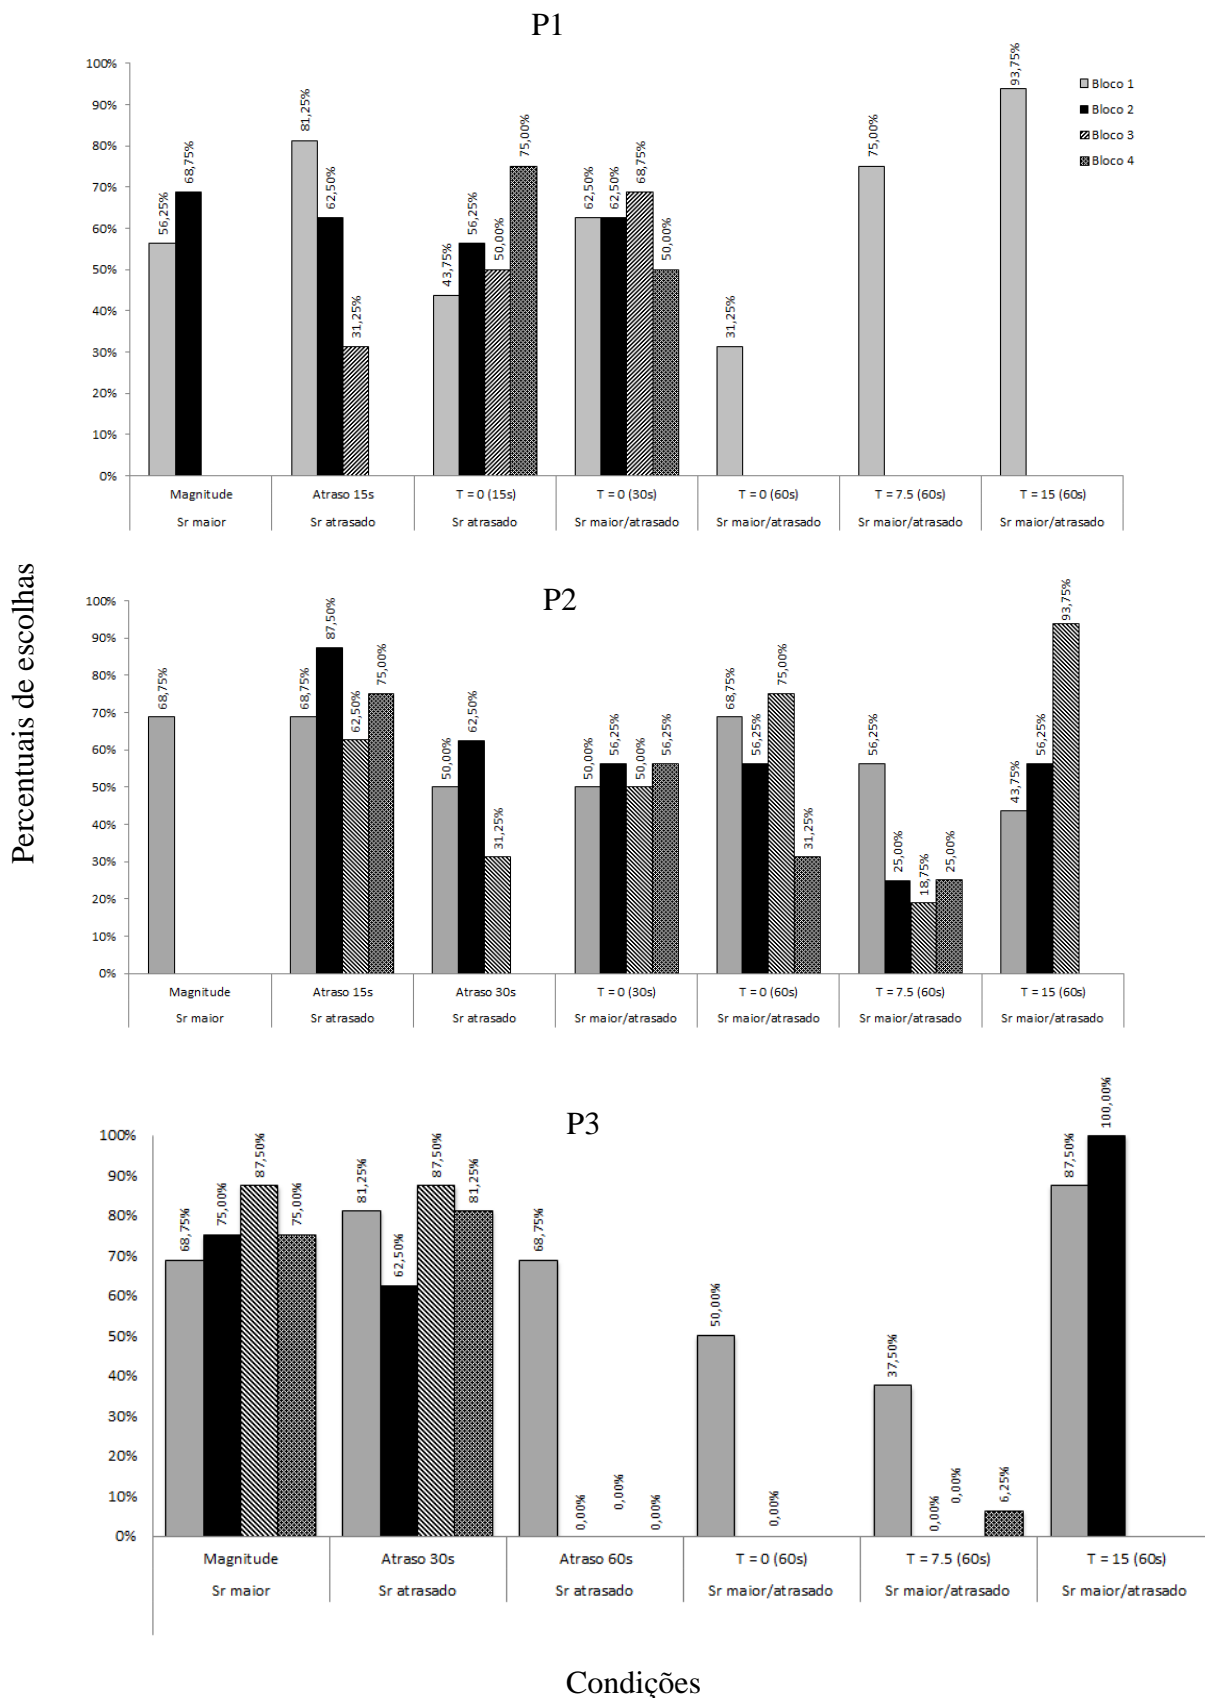 P1
100%
90%
80%
70%
60%
50%
40%
30%
20%
10%
0%
56,25%
68,75%
81,25%
62,50%
31,25%
43,75%
56,25%
50,00%
75,00%
62,50%
62,50%
68,75%
50,00%
31,25%
75,00%
93,75%
Bloco 1
Bloco 2
Bloco 3
Bloco 4
Magnitude
Atraso 15s
T = 0 (15s)
T = 0 (30s)
T = 0 (60s)
T = 7.5 (60s)
T = 15 (60s)
Sr maior
Sr atrasado
Sr atrasado
Sr maior/atrasado
Sr maior/atrasado
Sr maior/atrasado
Sr maior/atrasado
Percentuais de escolhas
P2
100%
90%
80%
70%
60%
50%
40%
30%
20%
10%
0%
68,75%
68,75%
87,50%
62,50%
75,00%
50,00%
62,50%
31,25%
50,00%
56,25%
50,00%
56,25%
68,75%
56,25%
75,00%
31,25%
56,25%
25,00%
18,75%
25,00%
43,75%
56,25%
93,75%
Magnitude
Atraso 15s
Atraso 30s
T = 0 (30s)
T = 0 (60s)
T = 7.5 (60s)
T = 15 (60s)
Sr maior
Sr atrasado
Sr atrasado
Sr maior/atrasado
Sr maior/atrasado
Sr maior/atrasado
Sr maior/atrasado
P3
100%
90%
80%
70%
60%
50%
40%
30%
20%
10%
0%
68,75%
75,00%
87,50%
75,00%
81,25%
62,50%
87,50%
81,25%
68,75%
0,00%
0,00%
0,00%
50,00%
0,00%
37,50%
0,00%
0,00%
6,25%
87,50%
100,00%
Magnitude
Atraso 30s
Atraso 60s
T = 0 (60s)
T = 7.5 (60s)
T = 15 (60s)
Sr maior
Sr atrasado
Sr atrasado
Sr maior/atrasado
Sr maior/atrasado
Sr maior/atrasado
Condições